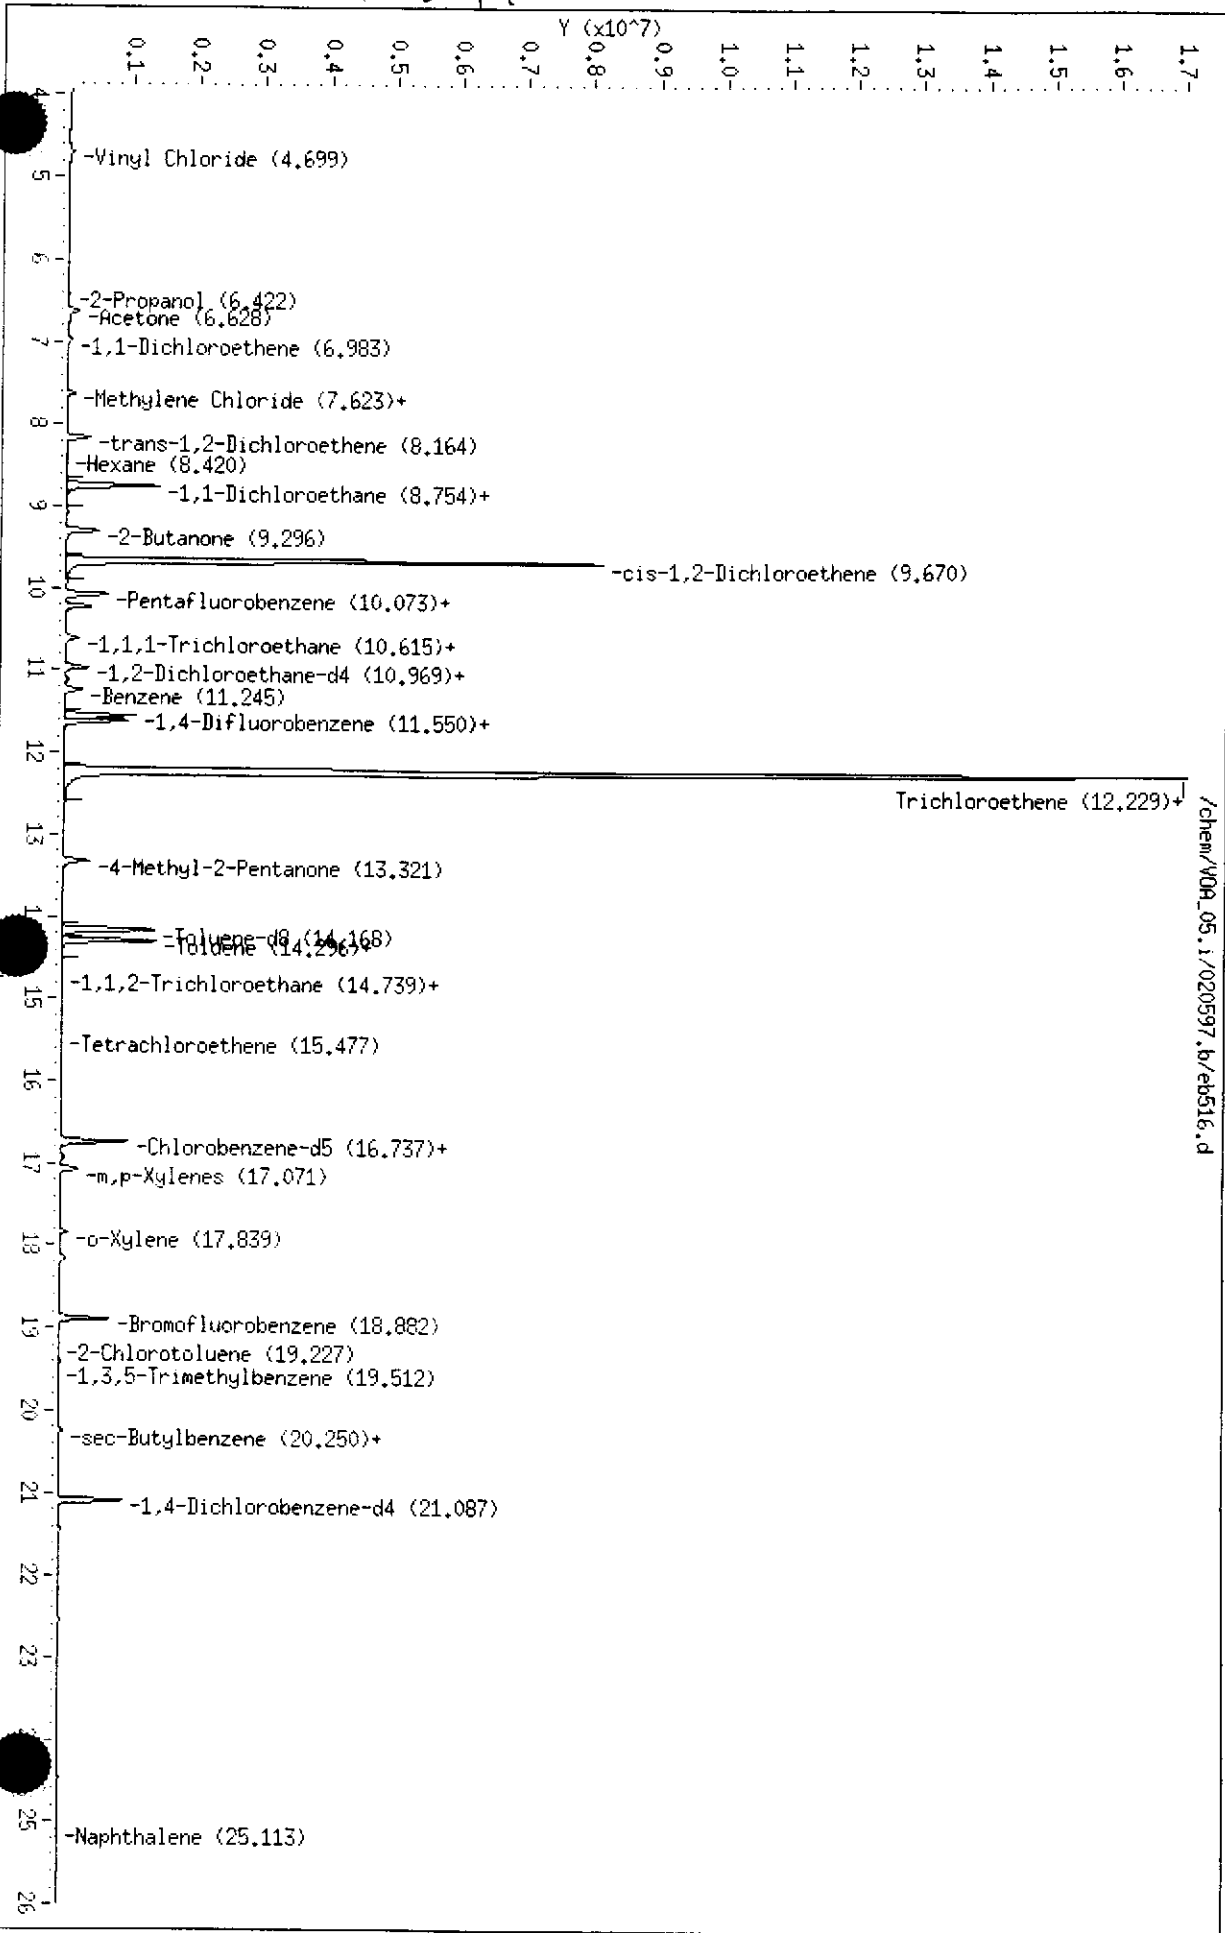 Y (x10^7)
0.1
0.2
0.3
0.4
0.5
0.6
0.7
0.8
0.9
1.0
1.1
1.2
1.3
1.4
1.5
1.6
1.7
4
-Vinyl Chloride (4.699)
5
6
-2-Propanol (6.422)
-Acetone (6.628)
7
-1,1-Dichloroethene (6.983)
-Methylene Chloride (7.623)+
8
-trans-1,2-Dichloroethene (8.164)
-Hexane (8.420)
-1,1-Dichloroethane (8.754)+
9
-2-Butanone (9.296)
-cis-1,2-Dichloroethene (9.670)
10
-Pentafluorobenzene (10.073)+
-1,1,1-Trichloroethane (10.615)+
11
-1,2-Dichloroethane-d4 (10.969)+
-Benzene (11.245)
-1,4-Difluorobenzene (11.550)+
12
Trichloroethene (12.229)+
13
-4-Methyl-2-Pentanone (13.321)
1
-Toluene-d8 (14.168)
-Toluene (14.296)+
-1,1,2-Trichloroethane (14.739)+
15
-Tetrachloroethene (15.477)
16
-Chlorobenzene-d5 (16.737)+
17
-m,p-Xylenes (17.071)
-o-Xylene (17.839)
18
-Bromofluorobenzene (18.882)
19
-2-Chlorotoluene (19.227)
-1,3,5-Trimethylbenzene (19.512)
20
-sec-Butylbenzene (20.250)+
21
-1,4-Dichlorobenzene-d4 (21.087)
22
23
25
-Naphthalene (25.113)
26
/chem/VOA_05.i/020597.b/eb516.d